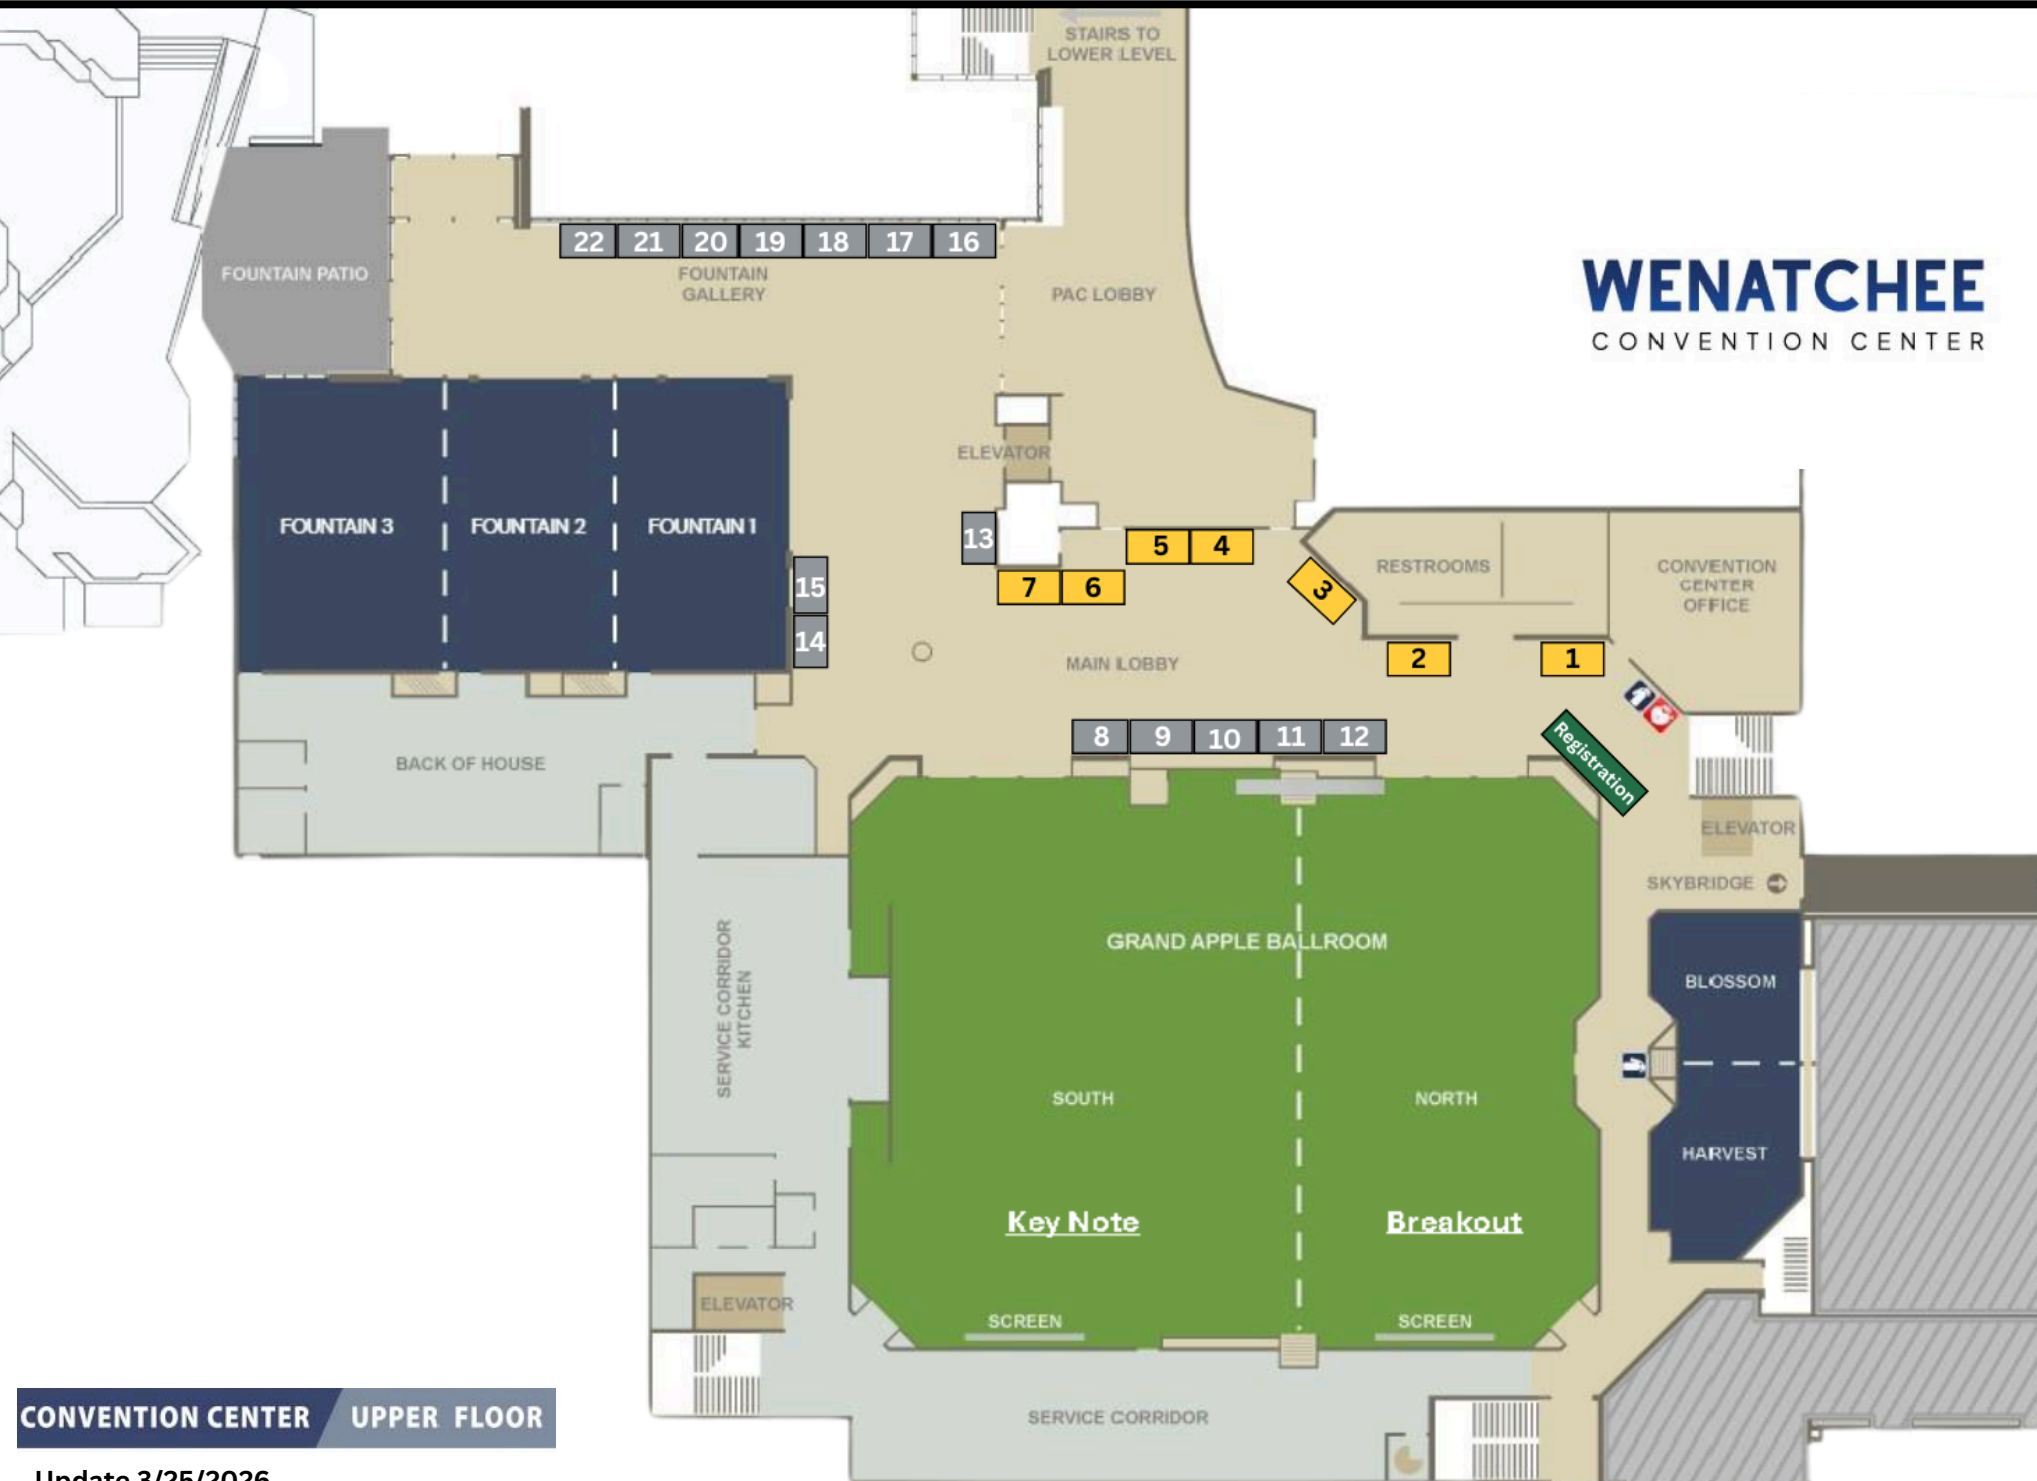 STAIRS TO
LOWER LEVEL
22 21 20 19 18 17 16
FOUNTAIN PATIO
FOUNTAIN
GALLERY
PAC LOBBY
WENATCHEE
CONVENTION CENTER
ELEVATOR
FOUNTAIN 3
FOUNTAIN 2
FOUNTAIN 1
13
5 4
7 6
3
RESTROOMS
CONVENTION
CENTER
OFFICE
15
14
MAIN LOBBY
2
1
8 9 10 11 12
Registration
BACK OF HOUSE
ELEVATOR
SKYBRIDGE
GRAND APPLE BALLROOM
SERVICE CORRIDOR
KITCHEN
BLOSSOM
SOUTH
NORTH
HARVEST
Key Note
Breakout
ELEVATOR
SCREEN
SCREEN
SERVICE CORRIDOR
CONVENTION CENTER UPPER FLOOR
Update 3/25/2026